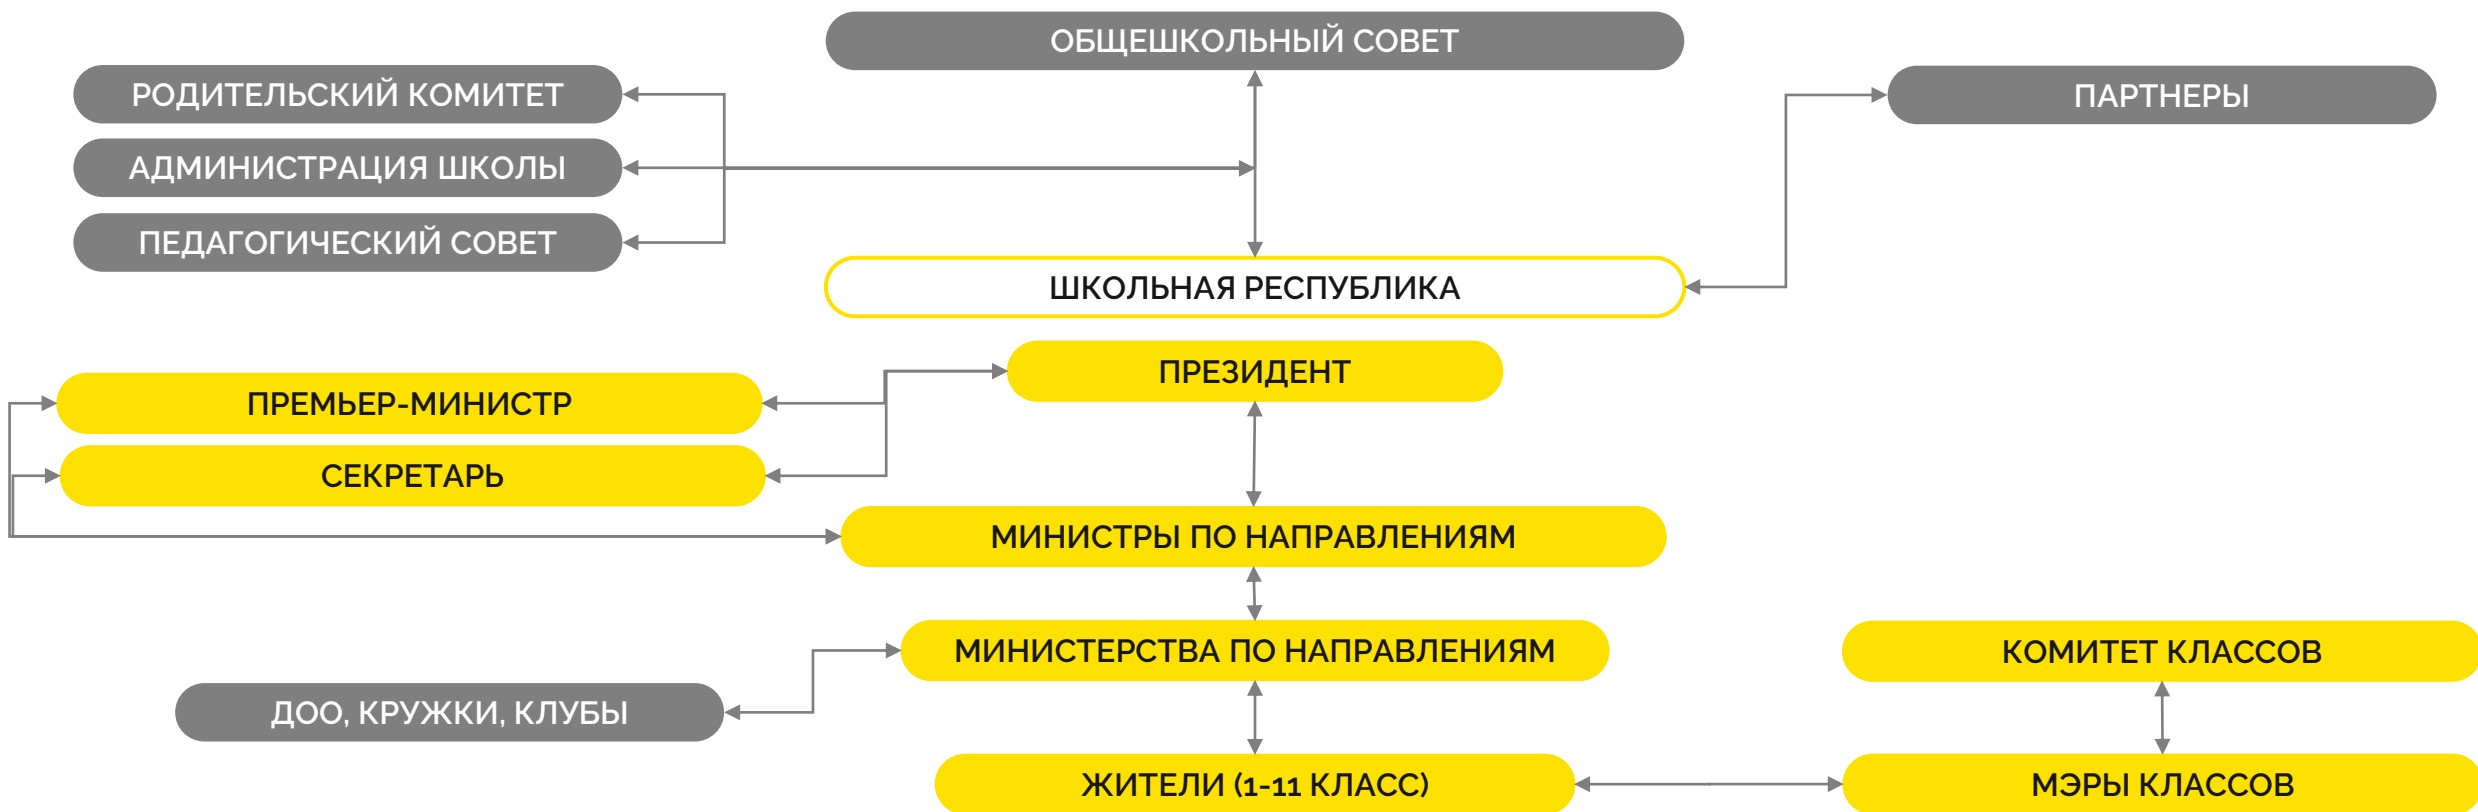 ОБЩЕШКОЛЬНЫЙ СОВЕТ
РОДИТЕЛЬСКИЙ КОМИТЕТ
ПАРТНЕРЫ
АДМИНИСТРАЦИЯ ШКОЛЫ
ПЕДАГОГИЧЕСКИЙ СОВЕТ
ШКОЛЬНАЯ РЕСПУБЛИКА
ПРЕЗИДЕНТ
ПРЕМЬЕР-МИНИСТР
СЕКРЕТАРЬ
МИНИСТРЫ ПО НАПРАВЛЕНИЯМ
МИНИСТЕРСТВА ПО НАПРАВЛЕНИЯМ
КОМИТЕТ КЛАССОВ
ДОО, КРУЖКИ, КЛУБЫ
ЖИТЕЛИ (1-11 КЛАСС)
МЭРЫ КЛАССОВ